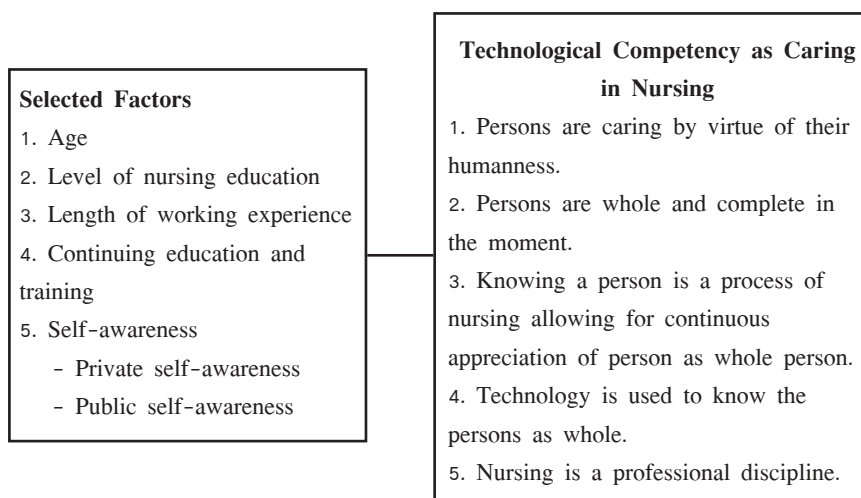 Selected Factors
1. Age
2. Level of nursing education
3. Length of working experience
4. Continuing education and
training
5. Self-awareness
- Private self-awareness
- Public self-awareness
Technological Competency as Caring
in Nursing
1. Persons are caring by virtue of their
humanness.
2. Persons are whole and complete in
the moment.
3. Knowing a person is a process of
nursing allowing for continuous
appreciation of person as whole person.
4. Technology is used to know the
persons as whole.
5. Nursing is a professional discipline.